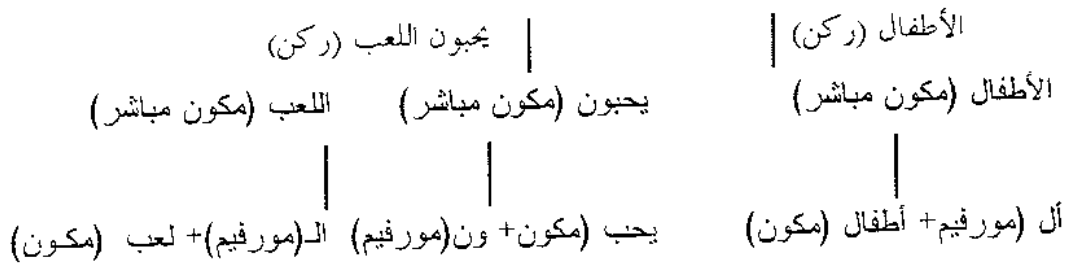 الأطفال (ركن) يحبون اللعب (ركن)
الأطفال (مكون مباشر) يحبون (مكون مباشر) اللعب (مكون مباشر)
أل (مورفيم+ أطفال (مكون) يحب (مكون+ ون(مورفيم) الـ(مورفيم)+ لعب (مكـون)